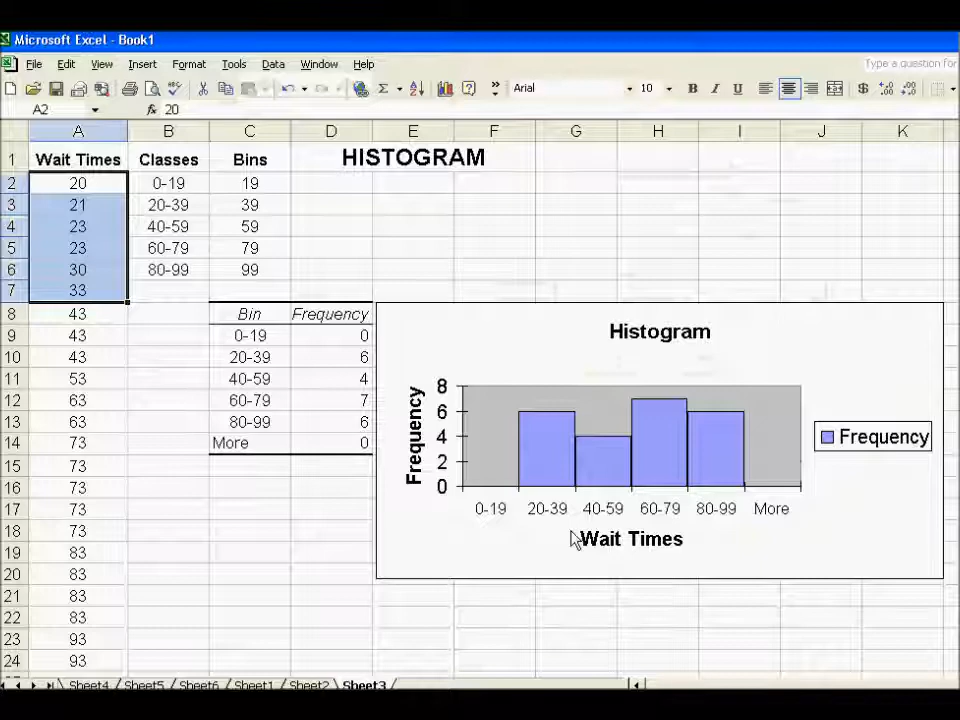 Microsoft Excel - Book1
File Edit View Insert Format Tools Data Window Help Type a question for
Arial 10 B I U $
A2 fx 20
A B C D E F G H I J K
1 Wait Times Classes Bins HISTOGRAM
2 20 0-19 19
3 21 20-39 39
4 23 40-59 59
5 23 60-79 79
6 30 80-99 99
7 33
8 43 Bin Frequency
9 43 0-19 0
10 43 20-39 6
11 53 40-59 4
12 63 60-79 7
13 63 80-99 6
14 73 More 0
15 73
16 73
17 73
18 73
19 83
20 83
21 83
22 83
23 93
24 93
Histogram
Frequency
8
6
4
2
0
0-19 20-39 40-59 60-79 80-99 More
Wait Times
Frequency
Sheet4 Sheet5 Sheet6 Sheet1 Sheet2 Sheet3